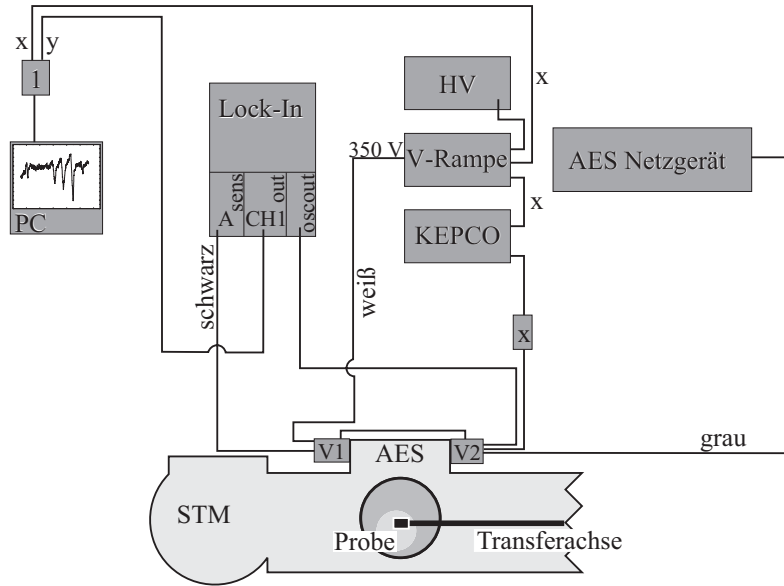 x y
1
PC
Lock-In
A sens
CH1 out
oscout
schwarz
350 V
weiß
HV
V-Rampe
x
x
KEPCO
x
AES Netzgerät
grau
V1
AES
V2
STM
Probe
Transferachse